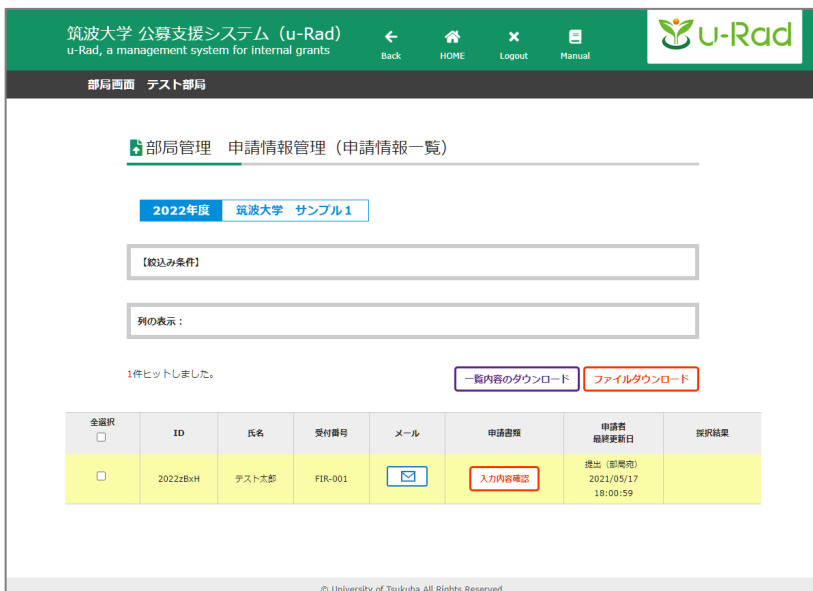 筑波大学 公募支援システム（u-Rad）
u-Rad, a management system for internal grants
Back
HOME
Logout
Manual
u-Rad
部局画面　テスト部局
部局管理　申請情報管理（申請情報一覧）
2022年度 筑波大学　サンプル１
【絞込み条件】
列の表示：
1件ヒットしました。
一覧内容のダウンロード
ファイルダウンロード
全選択
ID
氏名
受付番号
メール
申請書類
申請者
最終更新日
採択結果
2022zBxH
テスト太郎
FIR-001
入力内容確認
提出（部局宛）
2021/05/17
18:00:59
© University of Tsukuba All Rights Reserved